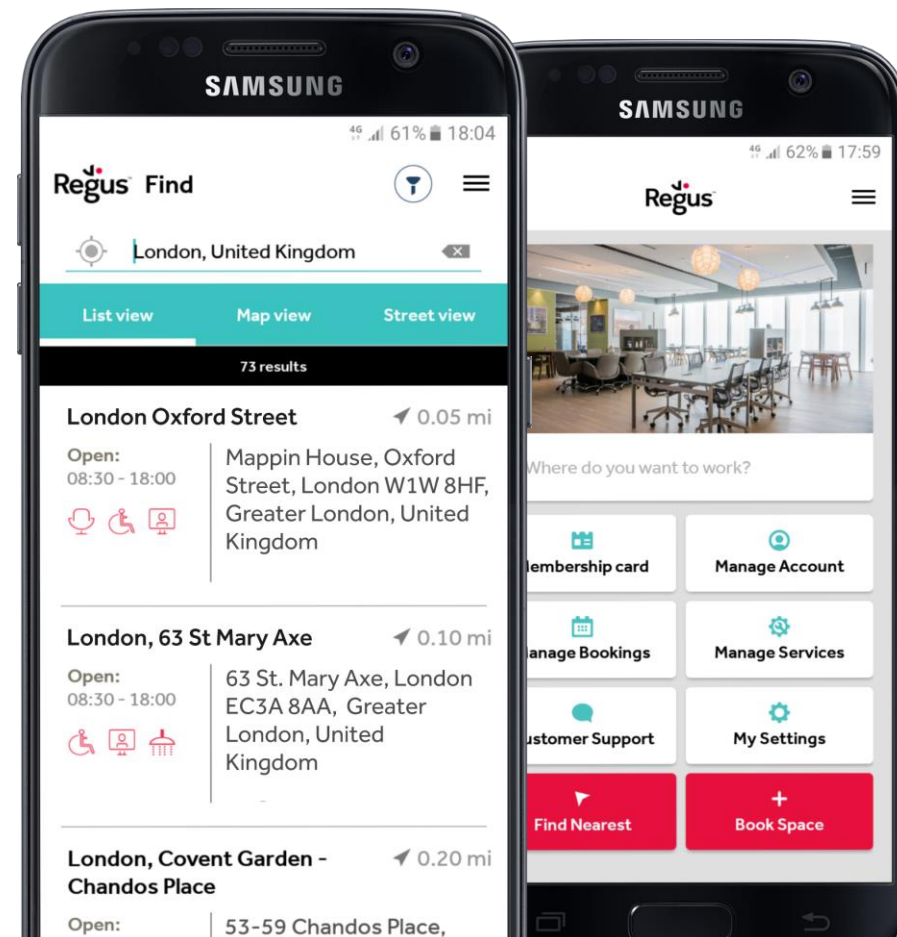 SAMSUNG
4G 61% 18:04
Regus Find
London, United Kingdom
List view Map view Street view
73 results
London Oxford Street 0.05 mi
Open:
08:30 - 18:00
Mappin House, Oxford
Street, London W1W 8HF,
Greater London, United
Kingdom
London, 63 St Mary Axe 0.10 mi
Open:
08:30 - 18:00
63 St. Mary Axe, London
EC3A 8AA, Greater
London, United
Kingdom
London, Covent Garden -
Chandos Place
0.20 mi
Open:
53-59 Chandos Place,
SAMSUNG
4G 62% 17:59
Regus
Where do you want to work?
embership card Manage Account
anage Bookings Manage Services
ustomer Support My Settings
Find Nearest Book Space